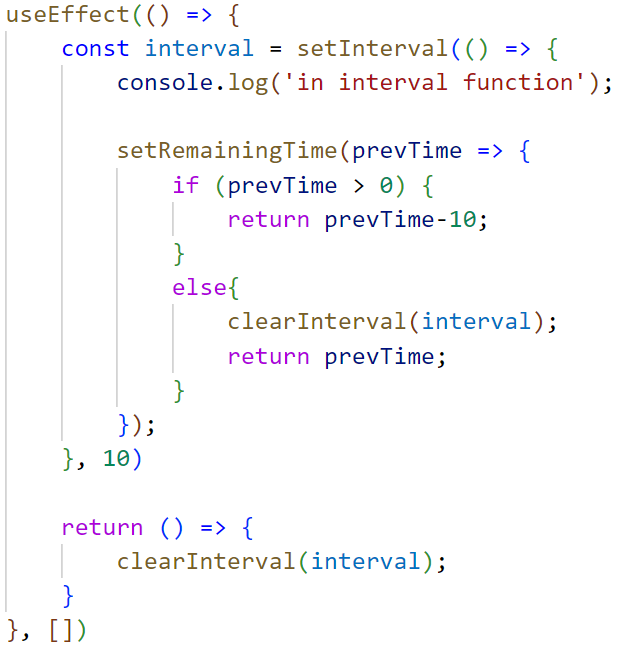 useEffect(() => {
    const interval = setInterval(() => {
        console.log('in interval function');

        setRemainingTime(prevTime => {
            if (prevTime > 0) {
                return prevTime-10;
            }
            else{
                clearInterval(interval);
                return prevTime;
            }
        });
    }, 10)

    return () => {
        clearInterval(interval);
    }
}, [])